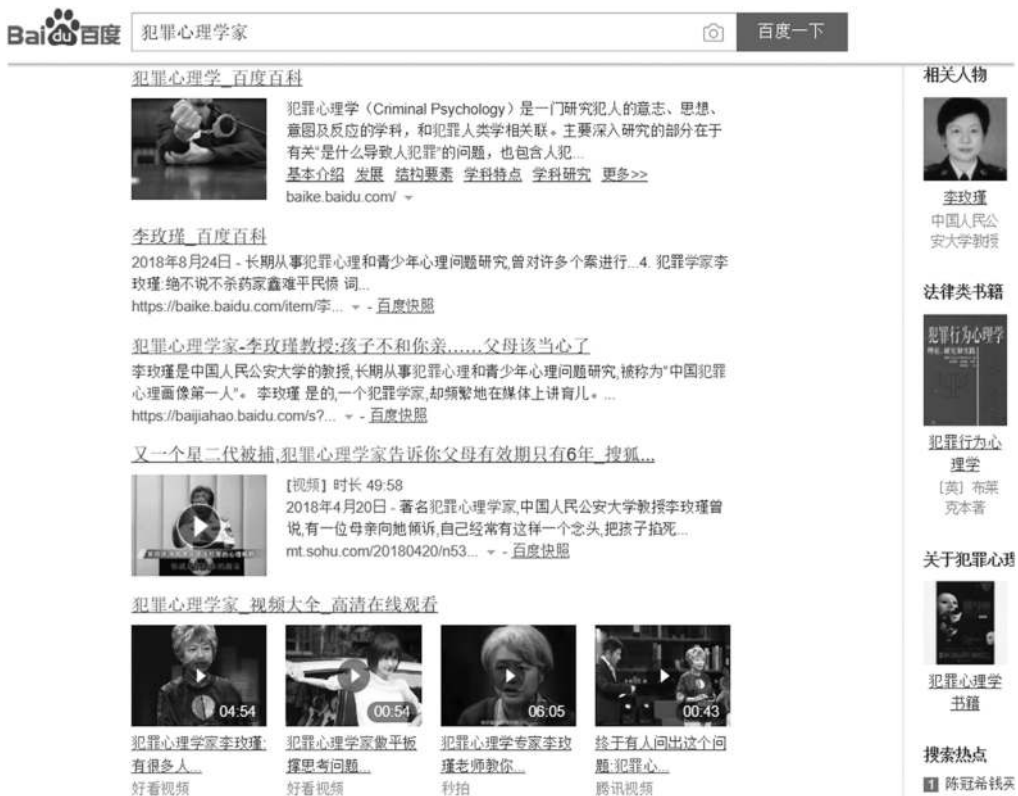 Bai du 百度
犯罪心理学家
百度一下
犯罪心理学_百度百科
犯罪心理学（Criminal Psychology）是一门研究犯人的意志、思想、
意图及反应的学科，和犯罪人类学相关联。主要深入研究的部分在于
有关“是什么导致人犯罪”的问题，也包含人犯...
基本介绍 发展 结构要素 学科特点 学科研究 更多>>
baike.baidu.com/
李玫瑾_百度百科
2018年8月24日 - 长期从事犯罪心理和青少年心理问题研究,曾对许多个案进行...4. 犯罪学家李
玫瑾:绝不说不杀药家鑫难平民愤 词...
https://baike.baidu.com/item/李... - 百度快照
犯罪心理学家-李玫瑾教授:孩子不和你亲……父母该当心了
李玫瑾是中国人民公安大学的教授,长期从事犯罪心理和青少年心理问题研究,被称为“中国犯罪
心理画像第一人”。 李玫瑾 是的,一个犯罪学家,却频繁地在媒体上讲育儿。...
https://baijiahao.baidu.com/s?... - 百度快照
又一个星二代被捕,犯罪心理学家告诉你父母有效期只有6年_搜狐...
[视频] 时长 49:58
2018年4月20日 - 著名犯罪心理学家,中国人民公安大学教授李玫瑾曾
说,有一位母亲向她倾诉,自己经常有这样一个念头,把孩子掐死...
mt.sohu.com/20180420/n53... - 百度快照
犯罪心理学家_视频大全_高清在线观看
04:54
00:54
06:05
00:43
犯罪心理学家李玫瑾:
有很多人...
好看视频
犯罪心理学家做平板
撑思考问题...
好看视频
犯罪心理学专家李玫
瑾老师教你...
秒拍
终于有人问出这个问
题:犯罪心...
腾讯视频
相关人物
李玫瑾
中国人民公
安大学教授
法律类书籍
犯罪行为心理学
犯罪行为心
理学
[英] 布莱
克本著
关于犯罪心理
犯罪心理学
书籍
搜索热点
1 陈冠希钱买